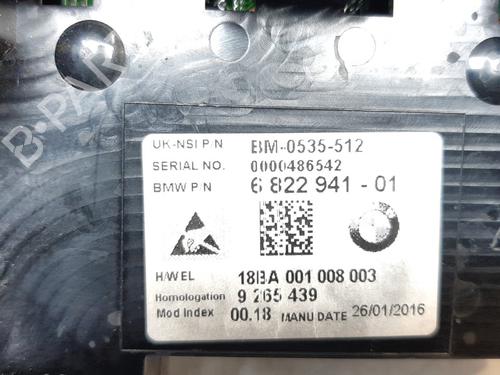 UK-NSI P/N BM-0535-512
SERIAL NO. 0000486542
BMW P/N 6 822 941 - 01
H/W EL 18BA 001 008 003
Homologation 9 265 439
Mod Index 00.18 MANU DATE 26/01/2016
B-PARTS